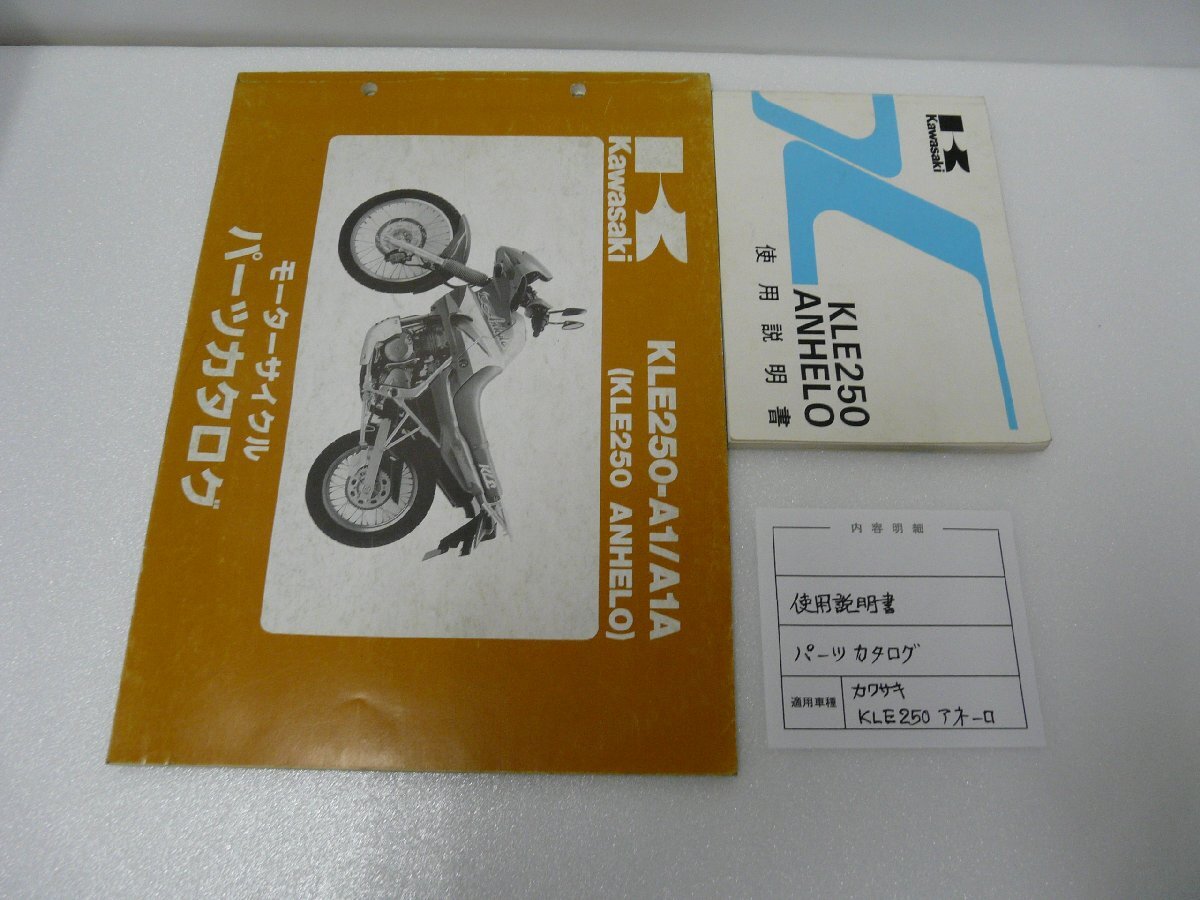 Kawasaki
KLE250-A1/A1A
(KLE250 ANHELO)
KLE
モーターサイクル
パーツカタログ
Kawasaki
KLE250
ANHELO
使用説明書
内容明細
使用説明書
パーツカタログ
適用車種
カワサキ
KLE250 アネーロ